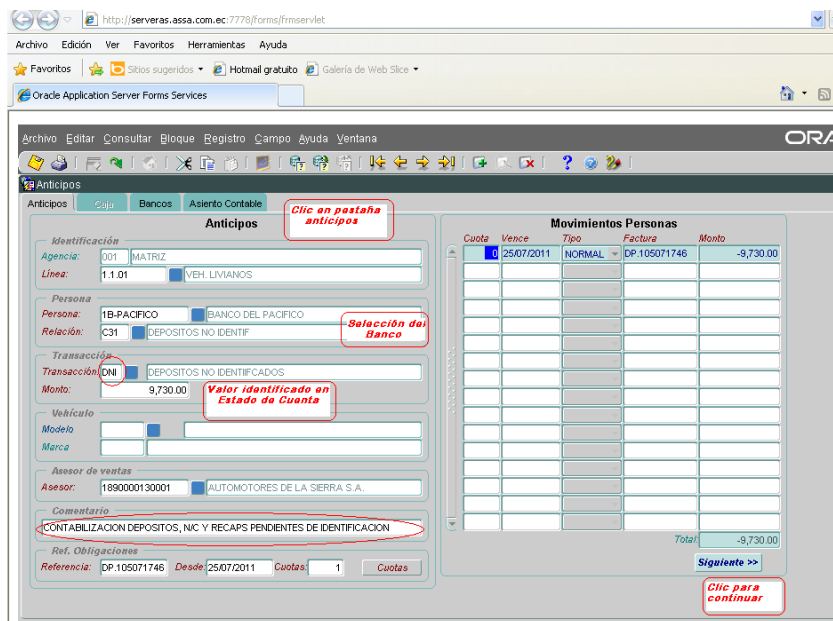 http://serveras.assa.com.ec:7778/forms/frmservlet
Archivo Edición Ver Favoritos Herramientas Ayuda
Favoritos Sitios sugeridos Hotmail gratuito Galería de Web Slice
Oracle Application Server Forms Services
Archivo Editar Consultar Bloque Registro Campo Ayuda Ventana
ORA
Anticipos
Anticipos Caja Bancos Asiento Contable
Clic en pestaña
anticipos
Anticipos
Identificación
Agencia: 001 MATRIZ
Línea: 1.1.01 VEH. LIVIANOS
Persona
Persona: 1B-PACIFICO BANCO DEL PACIFICO
Relación: C31 DEPOSITOS NO IDENTIF
Selección del
Banco
Transacción
Transacción: DNI DEPOSITOS NO IDENTIIFCADOS
Monto: 9,730.00
Valor identificado en
Estado de Cuenta
Vehículo
Modelo
Marca
Asesor de ventas
Asesor: 1890000130001 AUTOMOTORES DE LA SIERRA S.A.
Comentario
CONTABILIZACION DEPOSITOS, N/C Y RECAPS PENDIENTES DE IDENTIFICACION
Ref. Obligaciones
Referencia: DP.105071746 Desde: 25/07/2011 Cuotas: 1 Cuotas
Movimientos Personas
Cuota Vence Tipo Factura Monto
0 25/07/2011 NORMAL DP.105071746 -9,730.00
Total: -9,730.00
Siguiente >>
Clic para
continuar